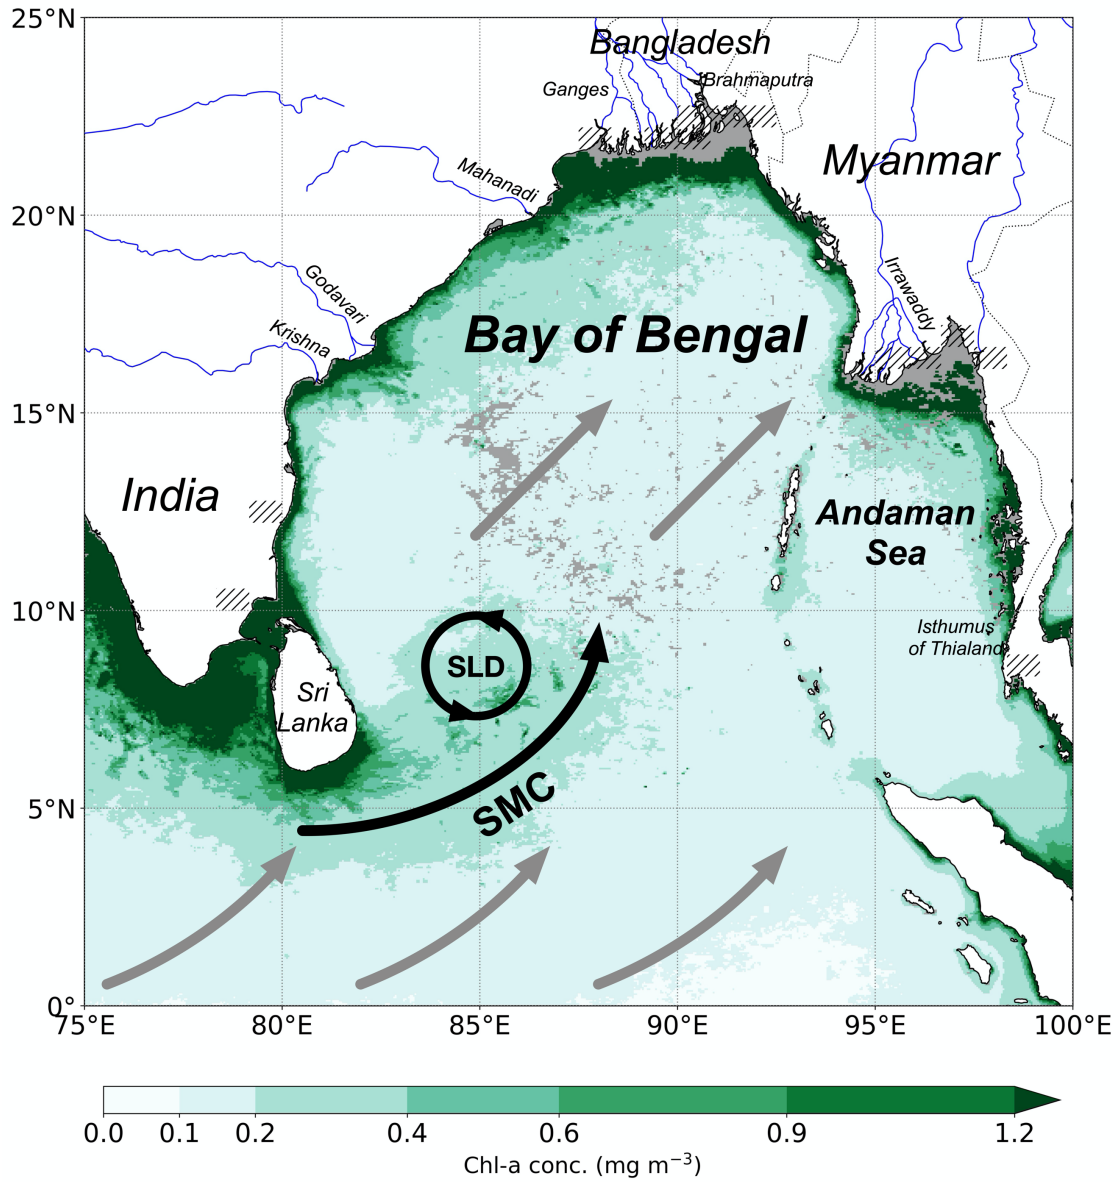 25°N
Bangladesh
Ganges
Brahmaputra
Myanmar
Mahanadi
20°N
Irrawaddy
Godavari
Krishna
Bay of Bengal
15°N
India
Andaman
Sea
10°N
Isthumus
of Thialand
SLD
Sri
Lanka
SMC
5°N
0°
75°E
80°E
85°E
90°E
95°E
100°E
0.0
0.1
0.2
0.4
0.6
0.9
1.2
Chl-a conc. (mg m⁻³)